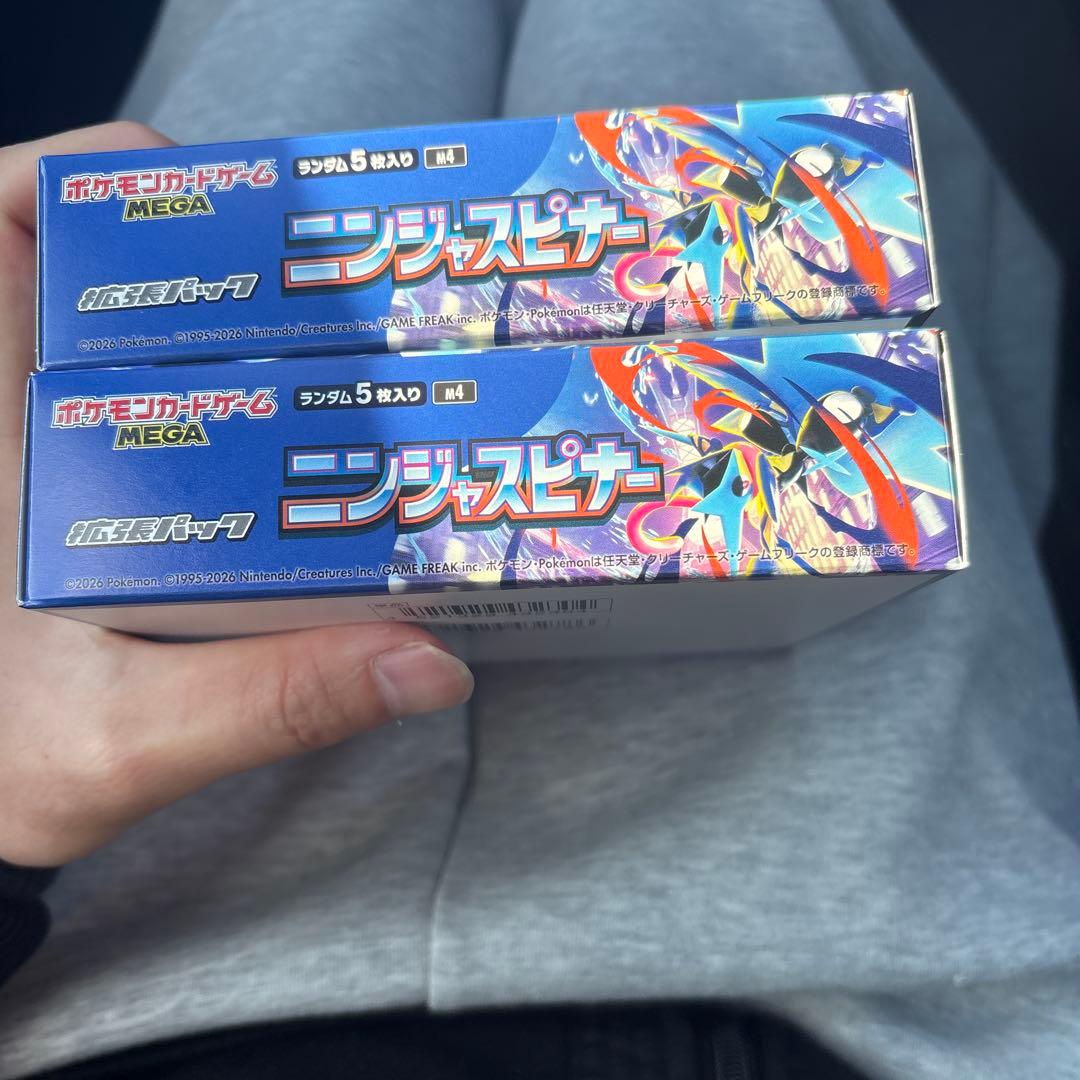 ポケモンカードゲーム
MEGA
ランダム5枚入り M4
ニンジャスピナー
拡張パック
©2026 Pokémon. ©1995-2026 Nintendo/Creatures Inc./GAME FREAK inc. ポケモン・Pokémonは任天堂・クリーチャーズ・ゲームフリークの登録商標です。
ポケモンカードゲーム
MEGA
ランダム5枚入り M4
ニンジャスピナー
拡張パック
©2026 Pokémon. ©1995-2026 Nintendo/Creatures Inc./GAME FREAK inc. ポケモン・Pokémonは任天堂・クリーチャーズ・ゲームフリークの登録商標です。